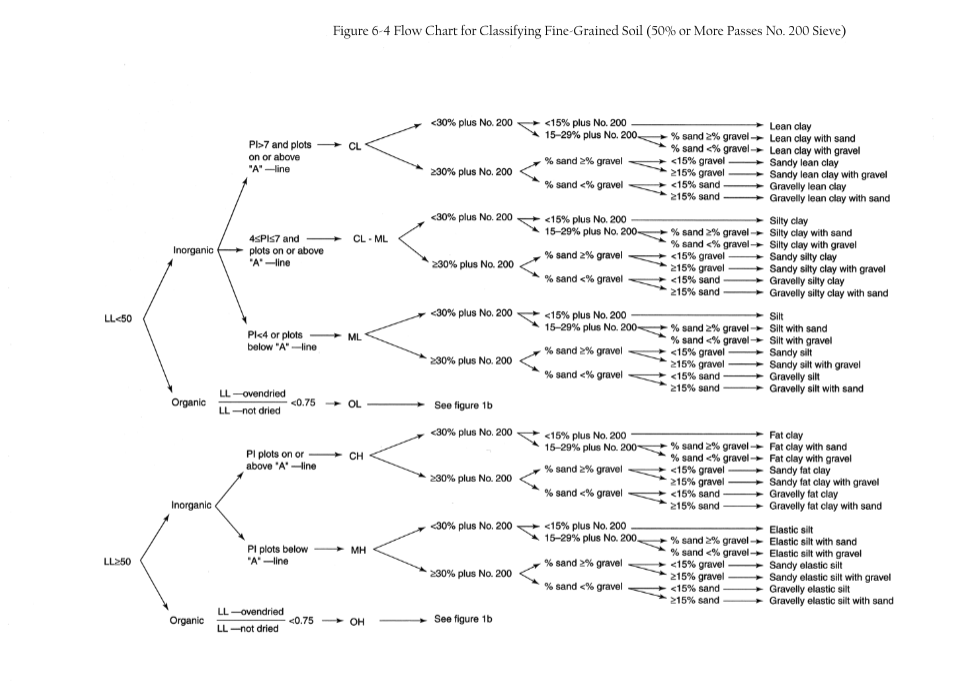 Figure 6-4 Flow Chart for Classifying Fine-Grained Soil (50% or More Passes No. 200 Sieve)
LL<50
Inorganic
PI>7 and plots
on or above
"A" —line
CL
<30% plus No. 200
<15% plus No. 200
Lean clay
15–29% plus No. 200
% sand ≥% gravel
Lean clay with sand
% sand <% gravel
Lean clay with gravel
≥30% plus No. 200
% sand ≥% gravel
<15% gravel
Sandy lean clay
≥15% gravel
Sandy lean clay with gravel
% sand <% gravel
<15% sand
Gravelly lean clay
≥15% sand
Gravelly lean clay with sand
4≤PI≤7 and
plots on or above
"A" —line
CL - ML
<30% plus No. 200
<15% plus No. 200
Silty clay
15–29% plus No. 200
% sand ≥% gravel
Silty clay with sand
% sand <% gravel
Silty clay with gravel
≥30% plus No. 200
% sand ≥% gravel
<15% gravel
Sandy silty clay
≥15% gravel
Sandy silty clay with gravel
% sand <% gravel
<15% sand
Gravelly silty clay
≥15% sand
Gravelly silty clay with sand
PI<4 or plots
below "A" —line
ML
<30% plus No. 200
<15% plus No. 200
Silt
15–29% plus No. 200
% sand ≥% gravel
Silt with sand
% sand <% gravel
Silt with gravel
≥30% plus No. 200
% sand ≥% gravel
<15% gravel
Sandy silt
≥15% gravel
Sandy silt with gravel
% sand <% gravel
<15% sand
Gravelly silt
≥15% sand
Gravelly silt with sand
Organic
LL —ovendried
LL —not dried
<0.75
OL
See figure 1b
LL≥50
Inorganic
PI plots on or
above "A" —line
CH
<30% plus No. 200
<15% plus No. 200
Fat clay
15–29% plus No. 200
% sand ≥% gravel
Fat clay with sand
% sand <% gravel
Fat clay with gravel
≥30% plus No. 200
% sand ≥% gravel
<15% gravel
Sandy fat clay
≥15% gravel
Sandy fat clay with gravel
% sand <% gravel
<15% sand
Gravelly fat clay
≥15% sand
Gravelly fat clay with sand
PI plots below
"A" —line
MH
<30% plus No. 200
<15% plus No. 200
Elastic silt
15–29% plus No. 200
% sand ≥% gravel
Elastic silt with sand
% sand <% gravel
Elastic silt with gravel
≥30% plus No. 200
% sand ≥% gravel
<15% gravel
Sandy elastic silt
≥15% gravel
Sandy elastic silt with gravel
% sand <% gravel
<15% sand
Gravelly elastic silt
≥15% sand
Gravelly elastic silt with sand
Organic
LL —ovendried
LL —not dried
<0.75
OH
See figure 1b